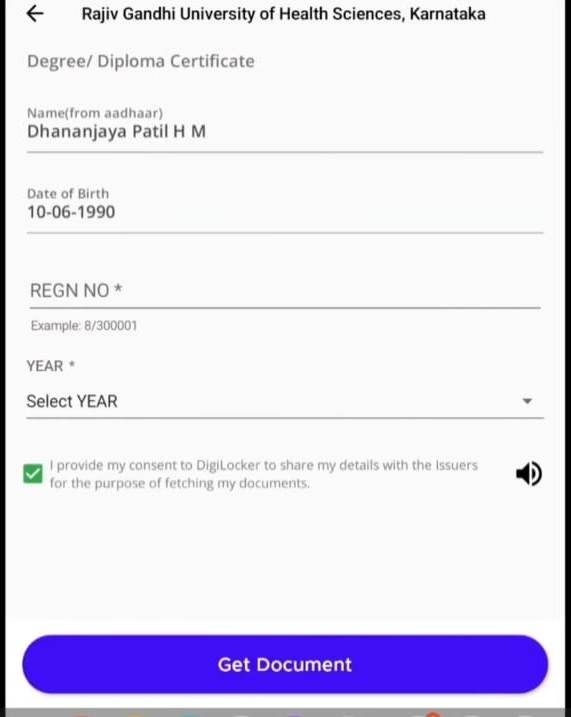 Rajiv Gandhi University of Health Sciences, Karnataka
Degree/ Diploma Certificate
Name(from aadhaar)
Dhananjaya Patil H M
Date of Birth
10-06-1990
REGN NO *
Example: 8/300001
YEAR *
Select YEAR
I provide my consent to DigiLocker to share my details with the Issuers
for the purpose of fetching my documents.
Get Document